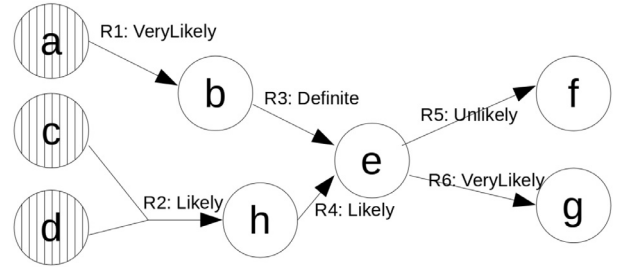 a
R1: VeryLikely
b
f
R3: Definite
R5: Unlikely
c
e
R6: VeryLikely
R2: Likely
R4: Likely
d
h
g